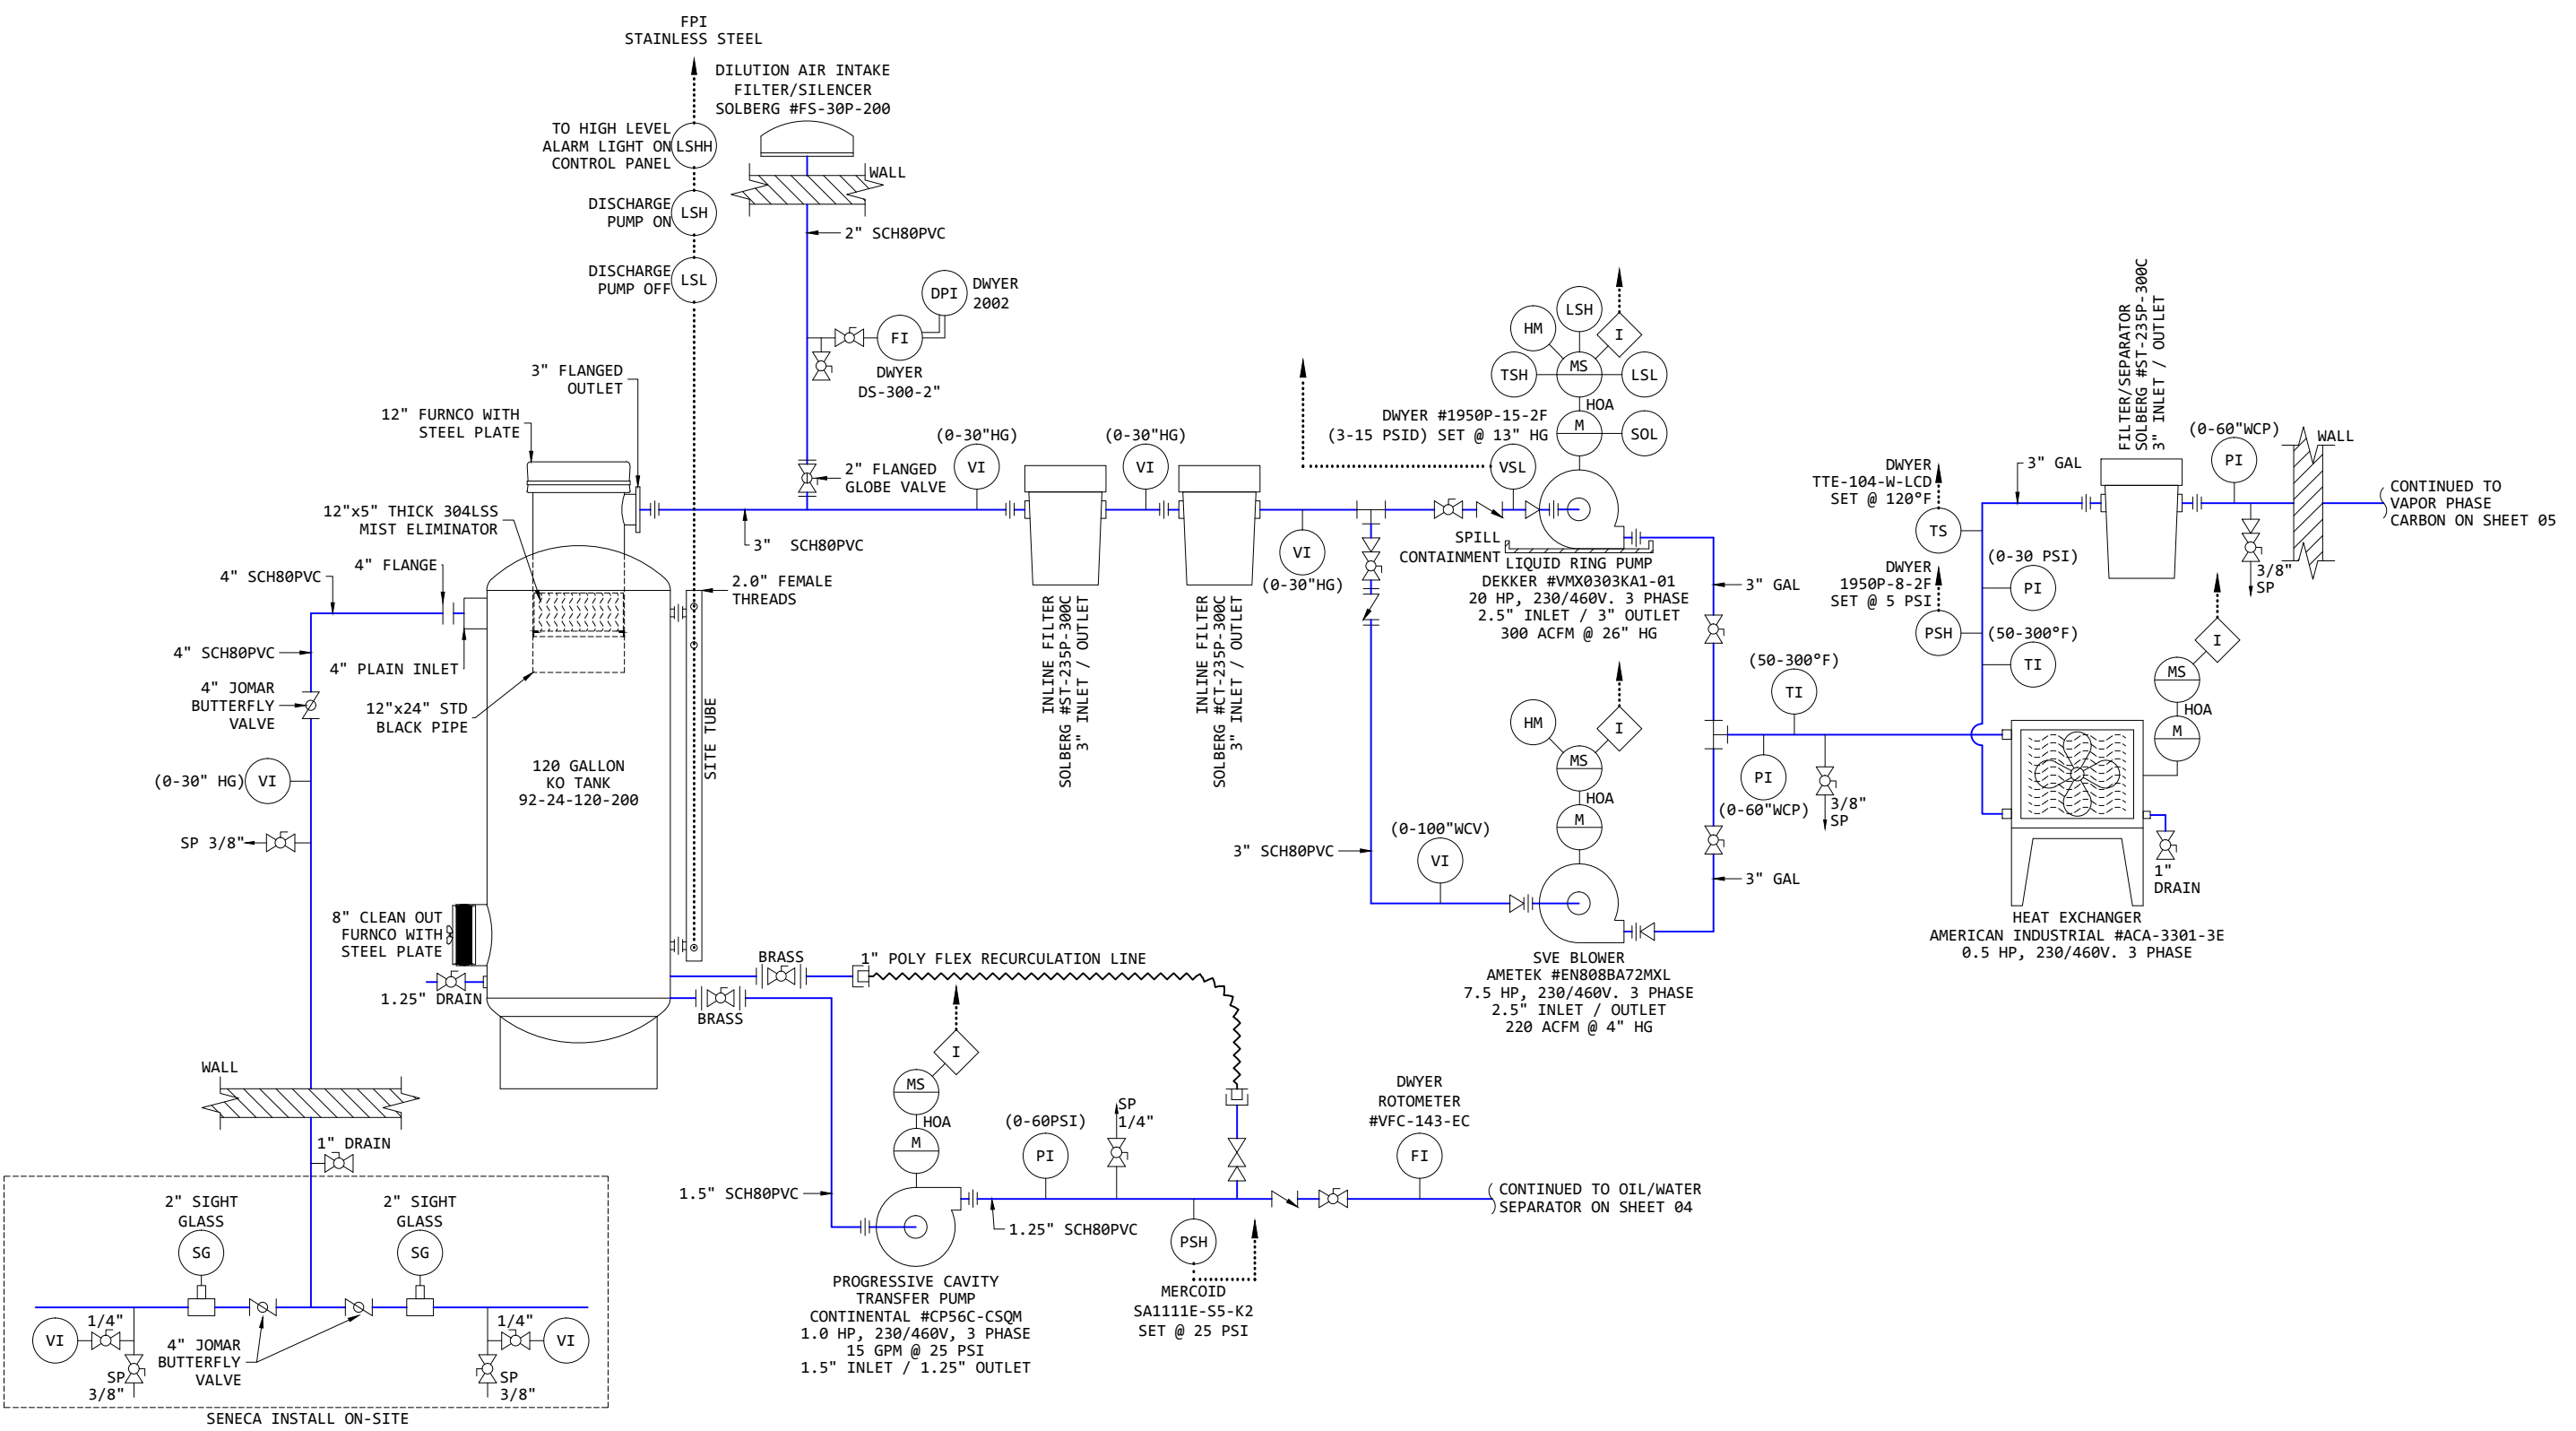 FPI
STAINLESS STEEL
DILUTION AIR INTAKE
FILTER/SILENCER
SOLBERG #FS-30P-200
TO HIGH LEVEL
ALARM LIGHT ON
CONTROL PANEL
LSHH
WALL
DISCHARGE
PUMP ON
LSH
2" SCH80PVC
DISCHARGE
PUMP OFF
LSL
DPI
DWYER
2002
FI
DWYER
DS-300-2"
3" FLANGED
OUTLET
12" FURNCO WITH
STEEL PLATE
2" FLANGED
GLOBE VALVE
12"x5" THICK 304LSS
MIST ELIMINATOR
3"  SCH80PVC
4" FLANGE
4" SCH80PVC
2.0" FEMALE
THREADS
4" SCH80PVC
4" PLAIN INLET
4" JOMAR
BUTTERFLY
VALVE
12"x24" STD
BLACK PIPE
SITE TUBE
120 GALLON
KO TANK
92-24-120-200
(0-30" HG)
VI
SP 3/8"
8" CLEAN OUT
FURNCO WITH
STEEL PLATE
1.25" DRAIN
BRASS
BRASS
1" POLY FLEX RECURCULATION LINE
WALL
1" DRAIN
2" SIGHT
GLASS
SG
2" SIGHT
GLASS
SG
1/4"
VI
SP
3/8"
4" JOMAR
BUTTERFLY
VALVE
1/4"
VI
SP
3/8"
SENECA INSTALL ON-SITE
(0-30"HG)
VI
(0-30"HG)
VI
INLINE FILTER
SOLBERG #ST-235P-300C
3" INLET / OUTLET
INLINE FILTER
SOLBERG #CT-235P-300C
3" INLET / OUTLET
VI
(0-30"HG)
LSH
HM
I
TSH
MS
LSL
HOA
M
SOL
DWYER #1950P-15-2F
(3-15 PSID) SET @ 13" HG
VSL
SPILL
CONTAINMENT
LIQUID RING PUMP
DEKKER #VMX0303KA1-01
20 HP, 230/460V. 3 PHASE
2.5" INLET / 3" OUTLET
300 ACFM @ 26" HG
3" GAL
HM
I
MS
HOA
M
(0-100"WCV)
VI
3" SCH80PVC
3" GAL
SVE BLOWER
AMETEK #EN808BA72MXL
7.5 HP, 230/460V. 3 PHASE
2.5" INLET / OUTLET
220 ACFM @ 4" HG
(50-300°F)
TI
PI
(0-60"WCP)
3/8"
SP
DWYER
TTE-104-W-LCD
SET @ 120°F
TS
DWYER
1950P-8-2F
SET @ 5 PSI
PSH
(0-30 PSI)
PI
(50-300°F)
TI
3" GAL
FILTER/SEPARATOR
SOLBERG #ST-235P-300C
3" INLET / OUTLET
(0-60"WCP)
PI
WALL
3/8"
SP
CONTINUED TO
VAPOR PHASE
CARBON ON SHEET 05
I
MS
HOA
M
1"
DRAIN
HEAT EXCHANGER
AMERICAN INDUSTRIAL #ACA-3301-3E
0.5 HP, 230/460V. 3 PHASE
I
MS
HOA
M
1.5" SCH80PVC
PROGRESSIVE CAVITY
TRANSFER PUMP
CONTINENTAL #CP56C-CSQM
1.0 HP, 230/460V, 3 PHASE
15 GPM @ 25 PSI
1.5" INLET / 1.25" OUTLET
(0-60PSI)
PI
SP
1/4"
1.25" SCH80PVC
PSH
MERCOID
SA1111E-S5-K2
SET @ 25 PSI
DWYER
ROTOMETER
#VFC-143-EC
FI
CONTINUED TO OIL/WATER
SEPARATOR ON SHEET 04